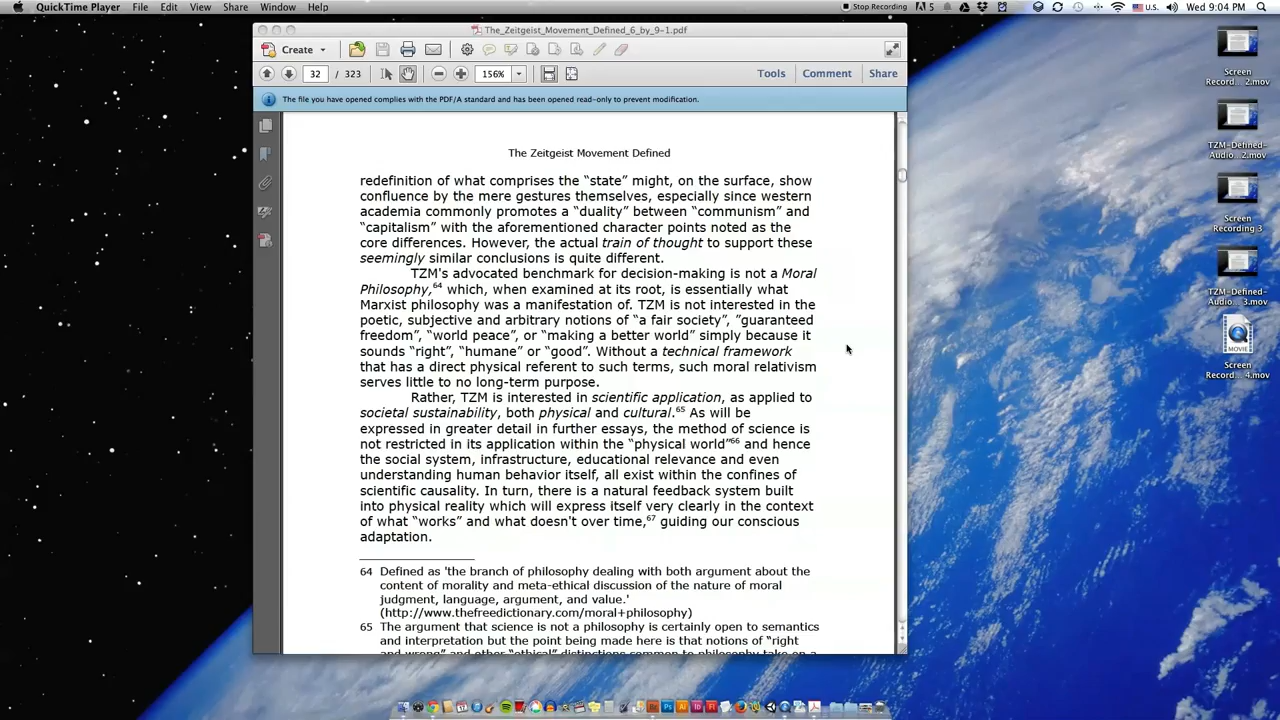 QuickTime Player File Edit View Share Window Help Stop Recording 5 U.S. Wed 9:04 PM
The_Zeitgeist_Movement_Defined_6_by_9-1.pdf
Create
32 / 323 156% Tools Comment Share
The file you have opened complies with the PDF/A standard and has been opened read-only to prevent modification.
The Zeitgeist Movement Defined
redefinition of what comprises the “state” might, on the surface, show
confluence by the mere gestures themselves, especially since western
academia commonly promotes a “duality” between “communism” and
“capitalism” with the aforementioned character points noted as the
core differences. However, the actual train of thought to support these
seemingly similar conclusions is quite different.
TZM's advocated benchmark for decision-making is not a Moral
Philosophy,64 which, when examined at its root, is essentially what
Marxist philosophy was a manifestation of. TZM is not interested in the
poetic, subjective and arbitrary notions of “a fair society”, ”guaranteed
freedom”, “world peace”, or “making a better world” simply because it
sounds “right”, “humane” or “good”. Without a technical framework
that has a direct physical referent to such terms, such moral relativism
serves little to no long-term purpose.
Rather, TZM is interested in scientific application, as applied to
societal sustainability, both physical and cultural.65 As will be
expressed in greater detail in further essays, the method of science is
not restricted in its application within the “physical world”66 and hence
the social system, infrastructure, educational relevance and even
understanding human behavior itself, all exist within the confines of
scientific causality. In turn, there is a natural feedback system built
into physical reality which will express itself very clearly in the context
of what “works” and what doesn't over time,67 guiding our conscious
adaptation.
64 Defined as 'the branch of philosophy dealing with both argument about the
content of morality and meta-ethical discussion of the nature of moral
judgment, language, argument, and value.'
(http://www.thefreedictionary.com/moral+philosophy)
65 The argument that science is not a philosophy is certainly open to semantics
and interpretation but the point being made here is that notions of “right
and wrong” and other “ethical” distinctions common to philosophy take on a
Screen
Record... 2.mov
TZM-Defined-
Audio...2.mov
Screen
Recording 3
TZM-Defined-
Audio... 3.mov
MOVIE
Screen
Record... 4.mov